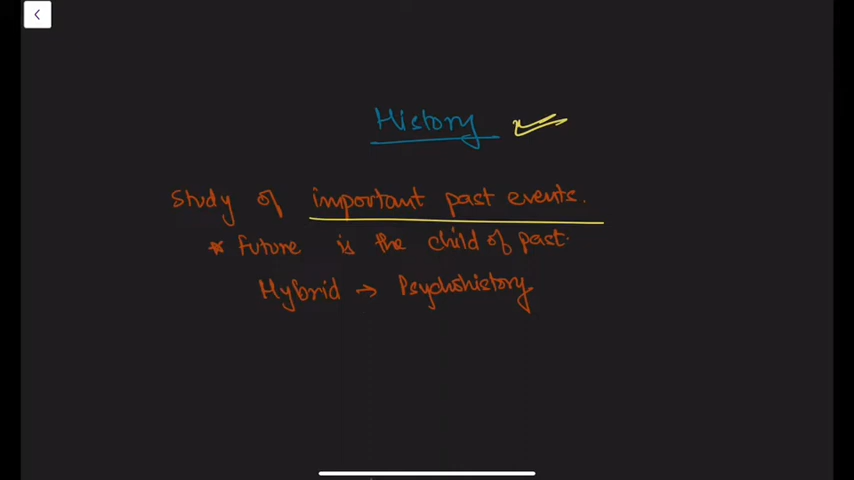 History
Study of important past events.
* Future is the child of past.
Hybrid → Psychohistory